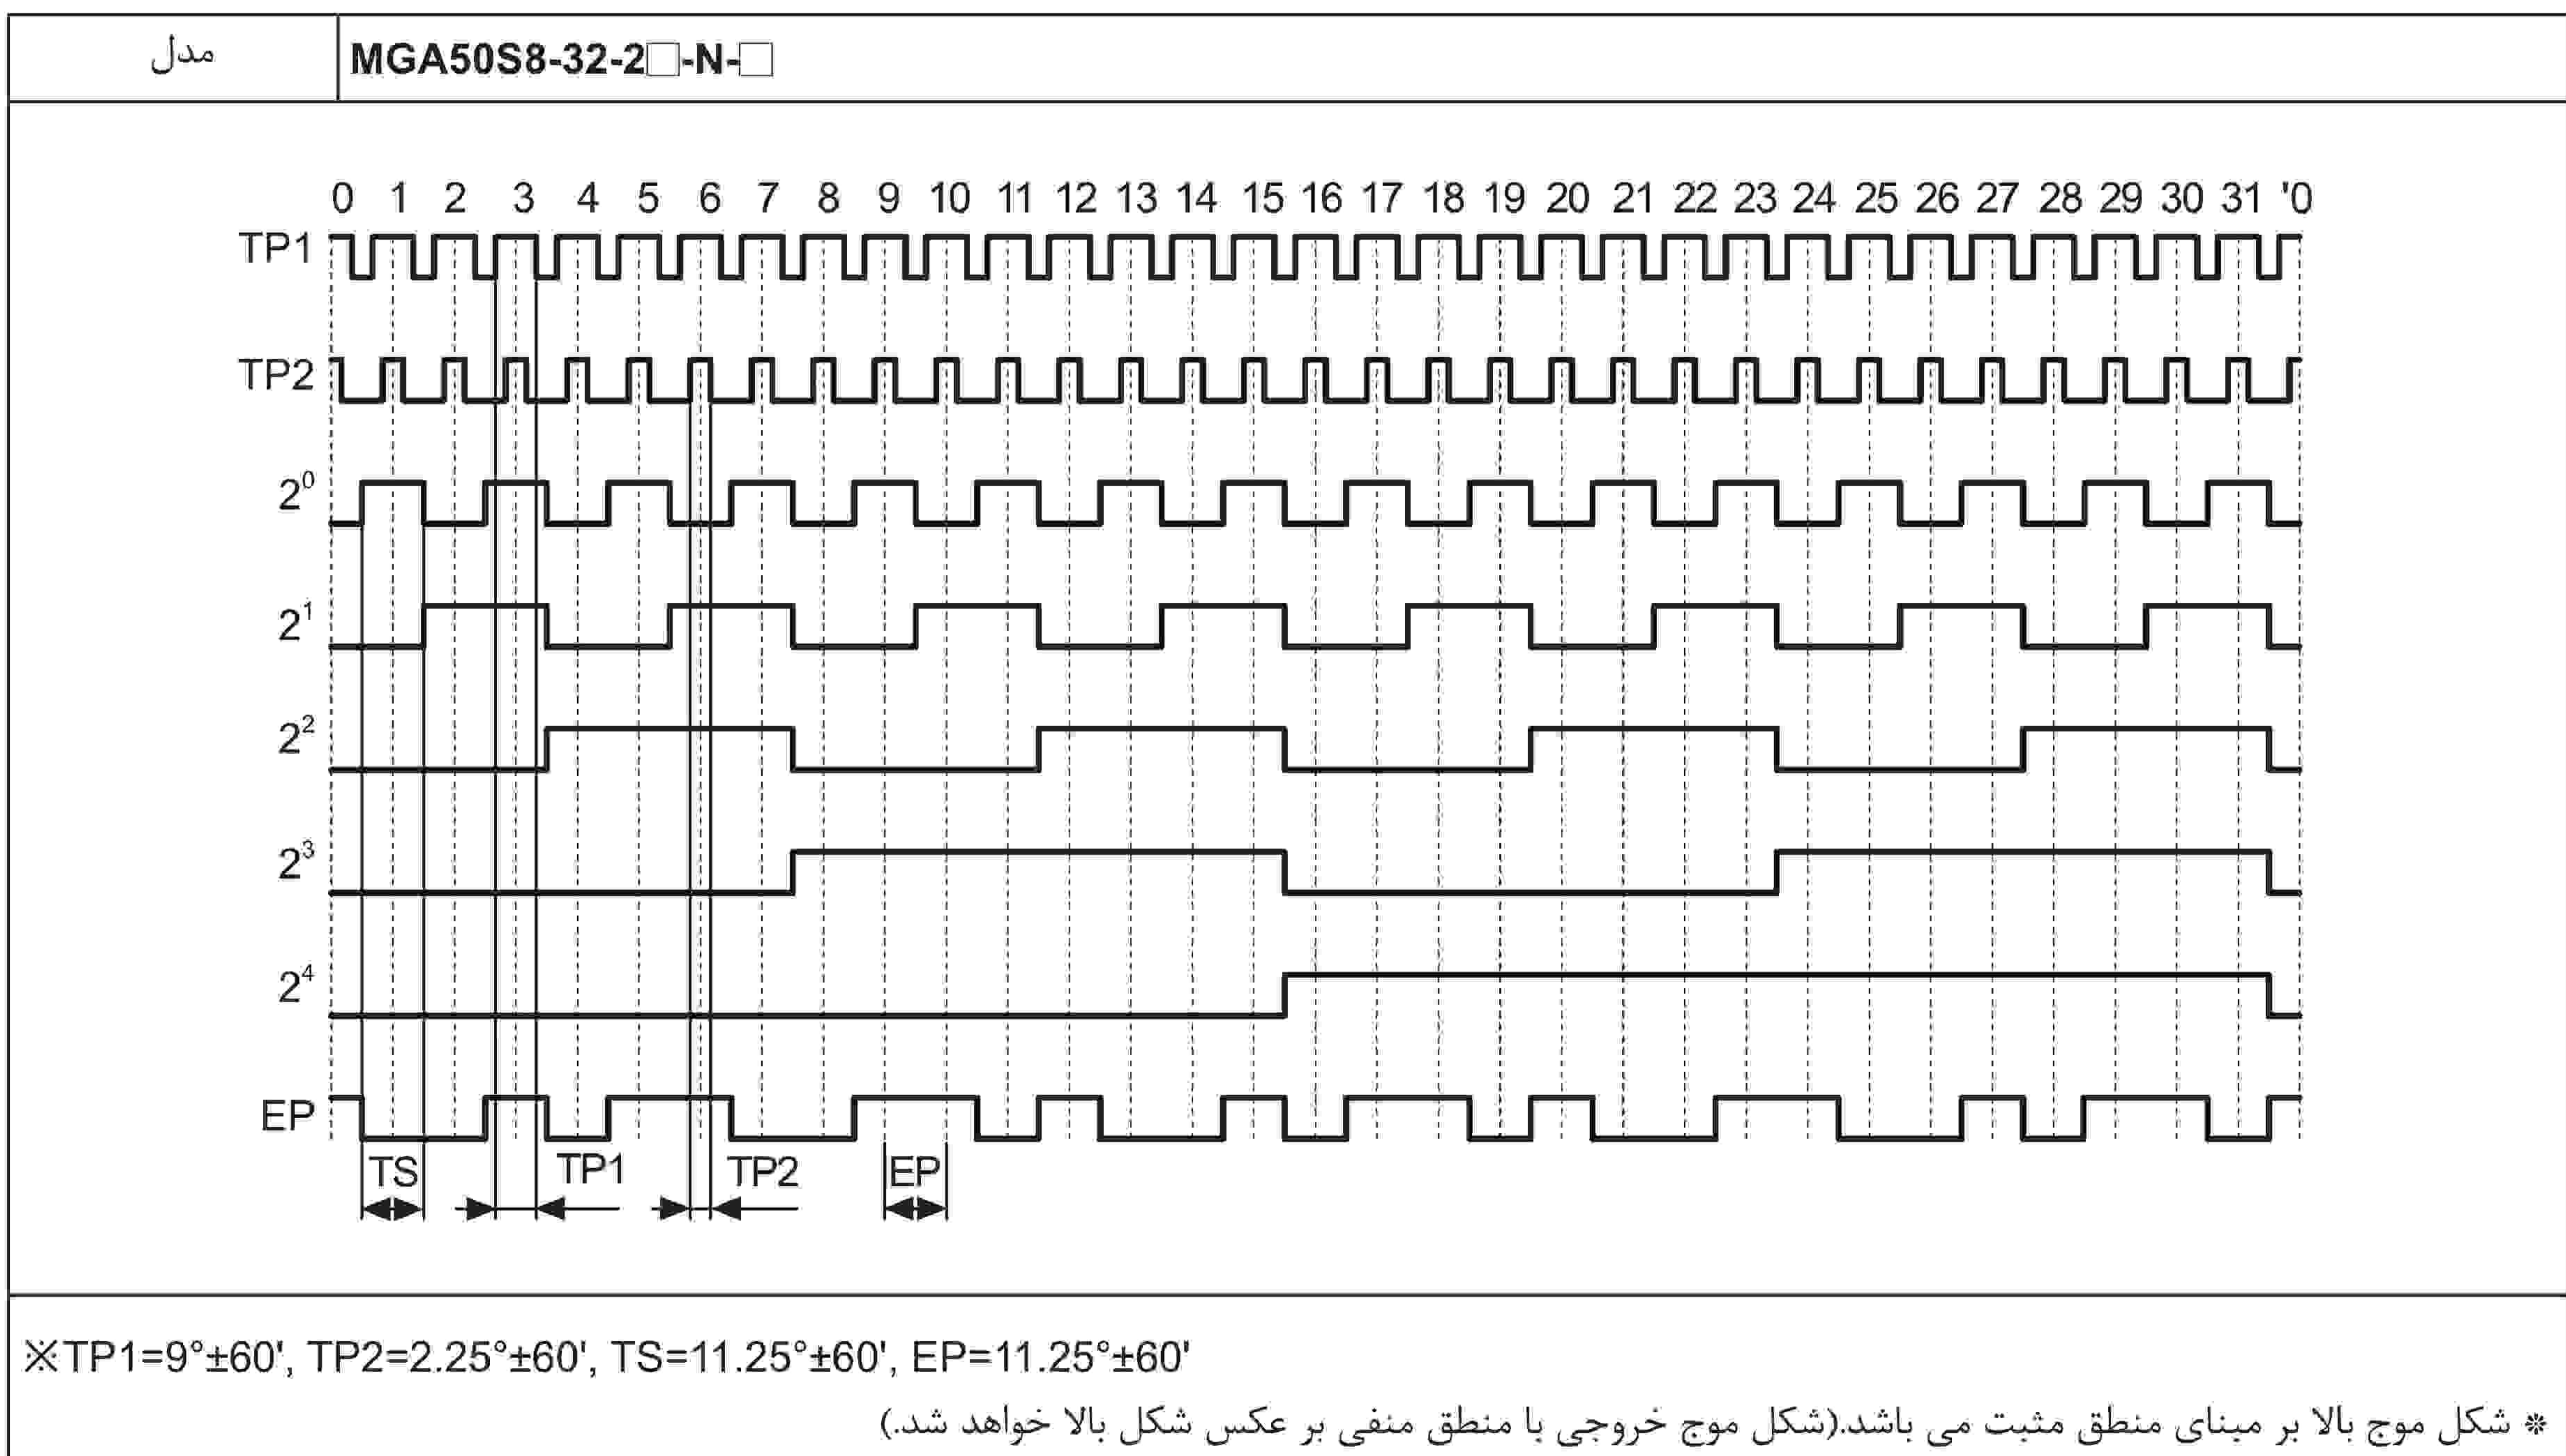 مدل
MGA50S8-32-2□-N-□
0 1 2 3 4 5 6 7 8 9 10 11 12 13 14 15 16 17 18 19 20 21 22 23 24 25 26 27 28 29 30 31 '0
TP1
TP2
2⁰
2¹
2²
2³
2⁴
EP
TS TP1 TP2 EP
※TP1=9°±60', TP2=2.25°±60', TS=11.25°±60', EP=11.25°±60'
* شکل موج بالا بر مبنای منطق مثبت می باشد.(شکل موج خروجی با منطق منفی بر عکس شکل بالا خواهد شد.)